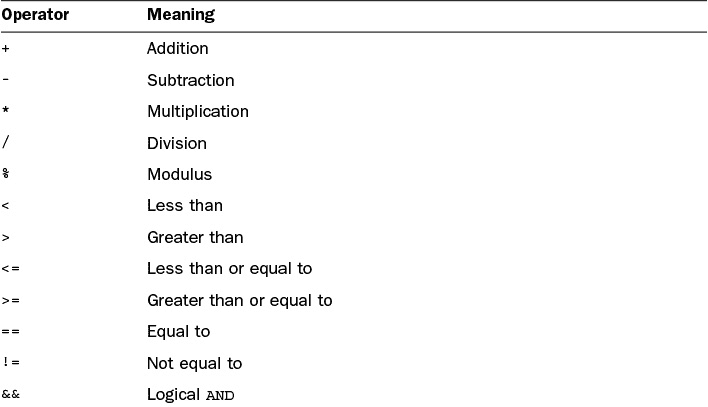 Operator Meaning
+ Addition
- Subtraction
* Multiplication
/ Division
% Modulus
< Less than
> Greater than
<= Less than or equal to
>= Greater than or equal to
== Equal to
!= Not equal to
&& Logical AND